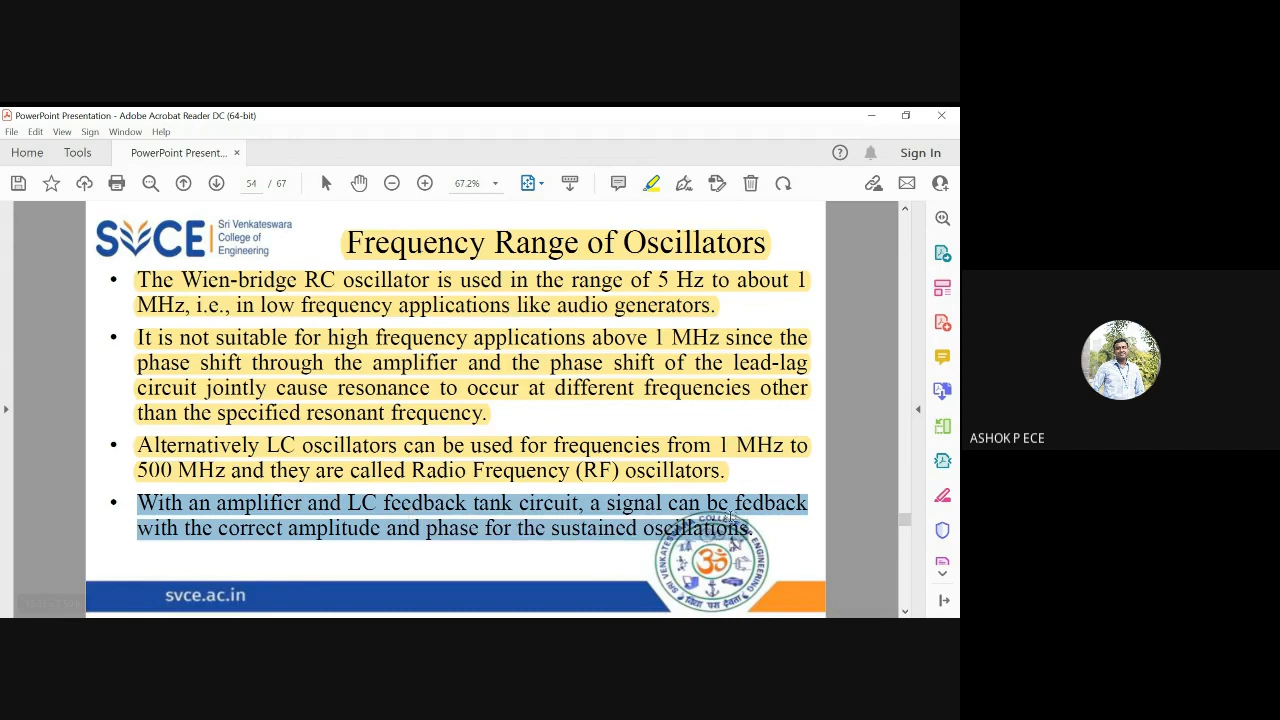 PowerPoint Presentation - Adobe Acrobat Reader DC (64-bit)
File Edit View Sign Window Help
Home Tools PowerPoint Present... × Sign In
54 / 67 67.2%
SVCE Sri Venkateswara
College of
Engineering
Frequency Range of Oscillators
• The Wien-bridge RC oscillator is used in the range of 5 Hz to about 1
MHz, i.e., in low frequency applications like audio generators.
• It is not suitable for high frequency applications above 1 MHz since the
phase shift through the amplifier and the phase shift of the lead-lag
circuit jointly cause resonance to occur at different frequencies other
than the specified resonant frequency.
• Alternatively LC oscillators can be used for frequencies from 1 MHz to
500 MHz and they are called Radio Frequency (RF) oscillators.
• With an amplifier and LC feedback tank circuit, a signal can be fedback
with the correct amplitude and phase for the sustained oscillations.
ॐ
svce.ac.in
ASHOK P ECE